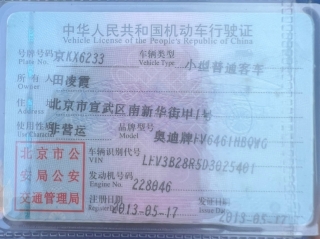 中华人民共和国机动车行驶证
Vehicle License of the People's Republic of China
号牌号码 京KX6233 车辆类型 小型普通客车
Plate No. Vehicle Type
所有人 田凌霞
Owner
北京市宣武区南新华街甲1号
使用性质 非营运 品牌型号 奥迪牌FV6461HBQWG
Use Character Model
北京市公 车辆识别代号 LFV3B28R5D3025401
安局公安 VIN
交通管理局 发动机号码 228046
Engine No.
注册日期 2013-05-17 发证日期 2013-05-17
Register Date Issue Date